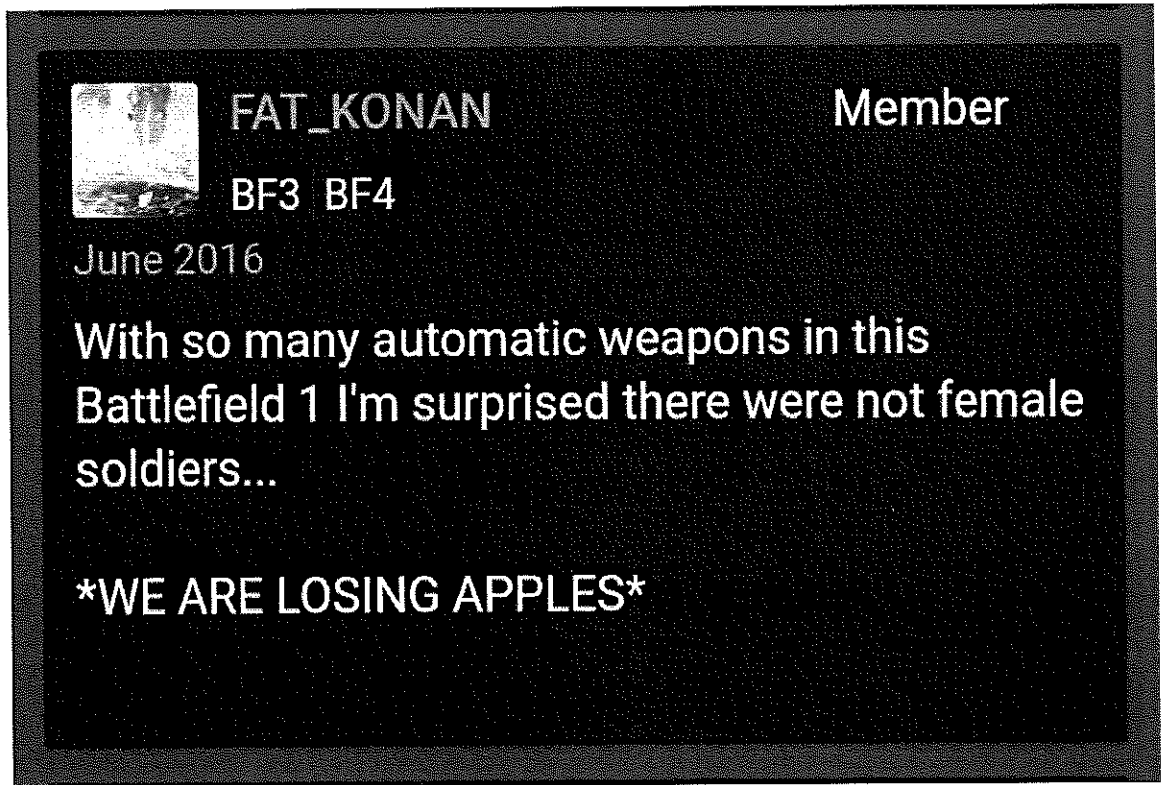 FAT_KONAN
Member
BF3 BF4
June 2016
With so many automatic weapons in this
Battlefield 1 I'm surprised there were not female
soldiers...
*WE ARE LOSING APPLES*